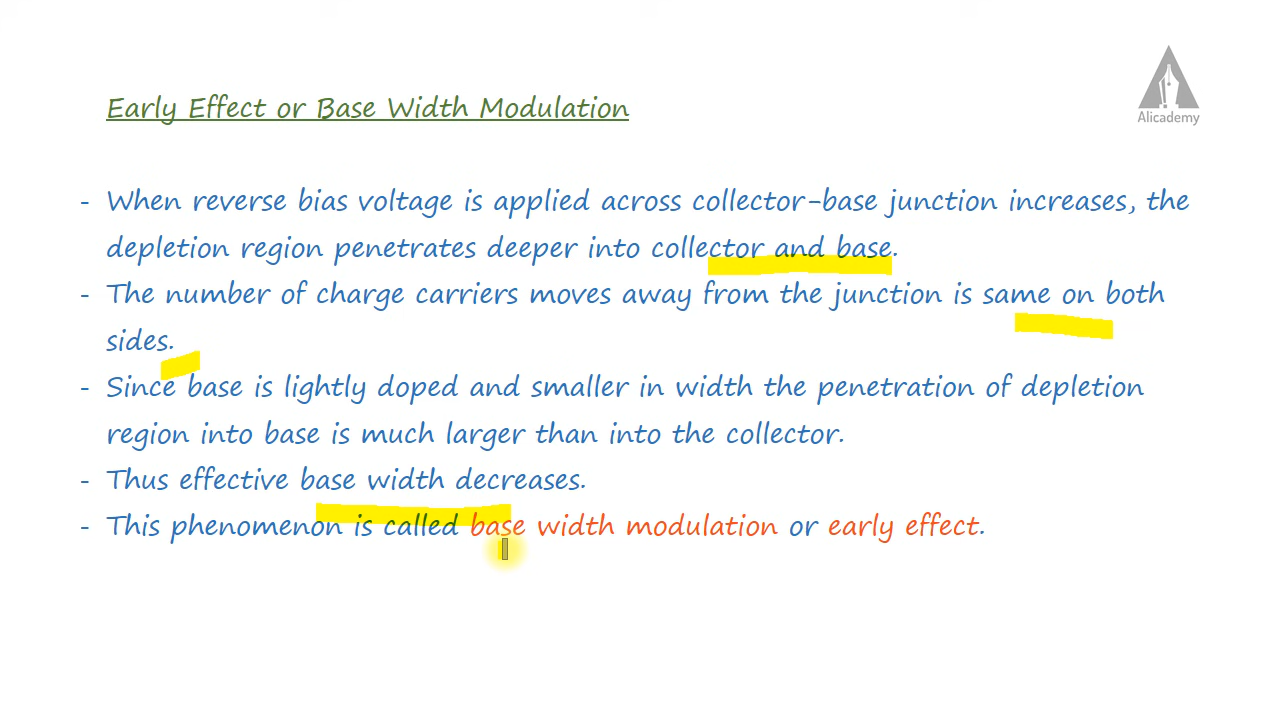 Early Effect or Base Width Modulation
Alicademy
- When reverse bias voltage is applied across collector-base junction increases, the
depletion region penetrates deeper into collector and base.
- The number of charge carriers moves away from the junction is same on both
sides.
- Since base is lightly doped and smaller in width the penetration of depletion
region into base is much larger than into the collector.
- Thus effective base width decreases.
- This phenomenon is called base width modulation or early effect.